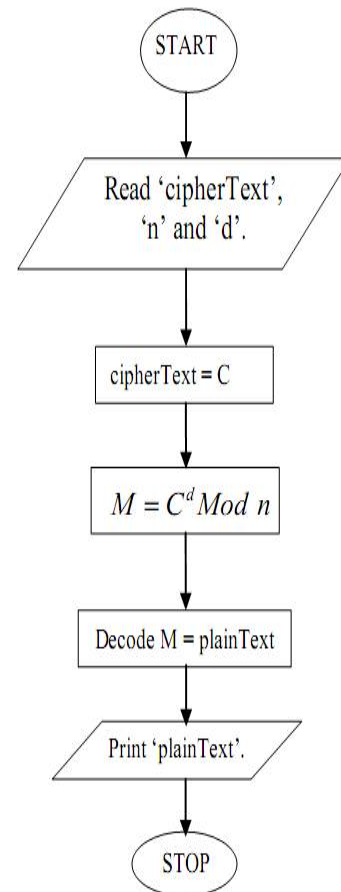 START
Read ‘cipherText’,
‘n’ and ‘d’.
cipherText = C
M = C^d Mod n
Decode M = plainText
Print ‘plainText’.
STOP